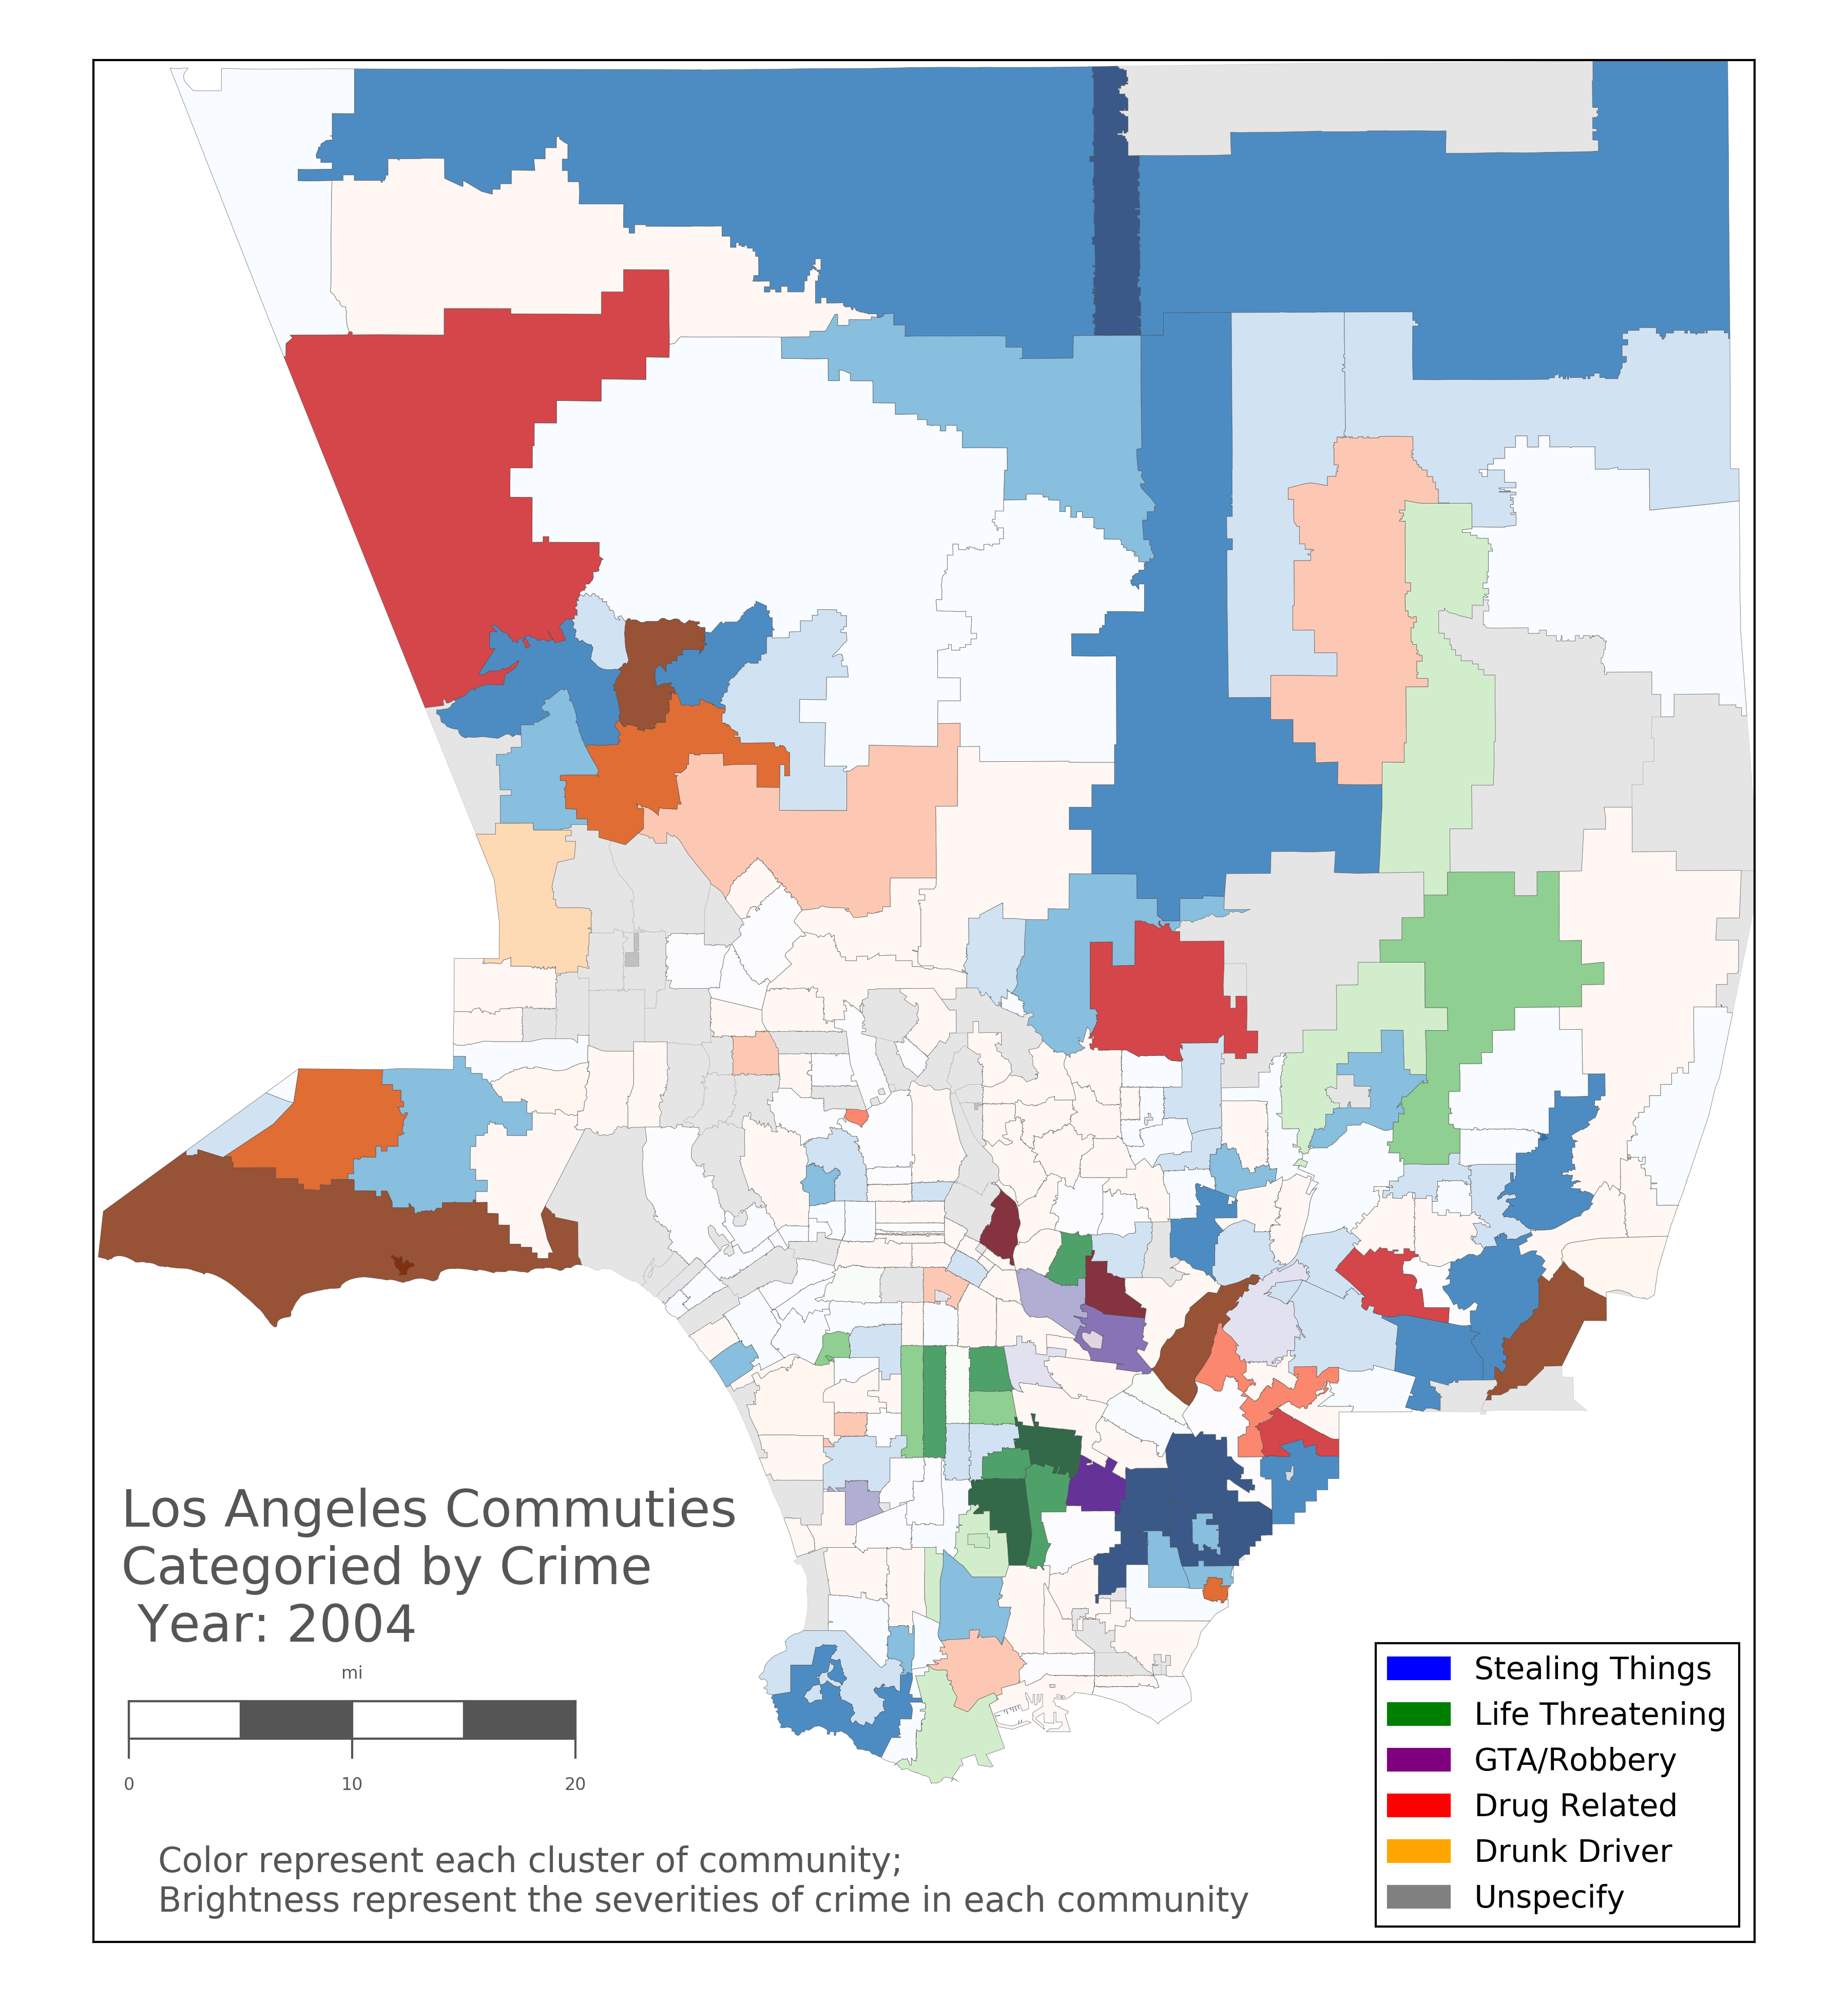 Los Angeles Commuties
Categoried by Crime
Year: 2004
mi
0 10 20
Color represent each cluster of community;
Brightness represent the severities of crime in each community
Stealing Things
Life Threatening
GTA/Robbery
Drug Related
Drunk Driver
Unspecify